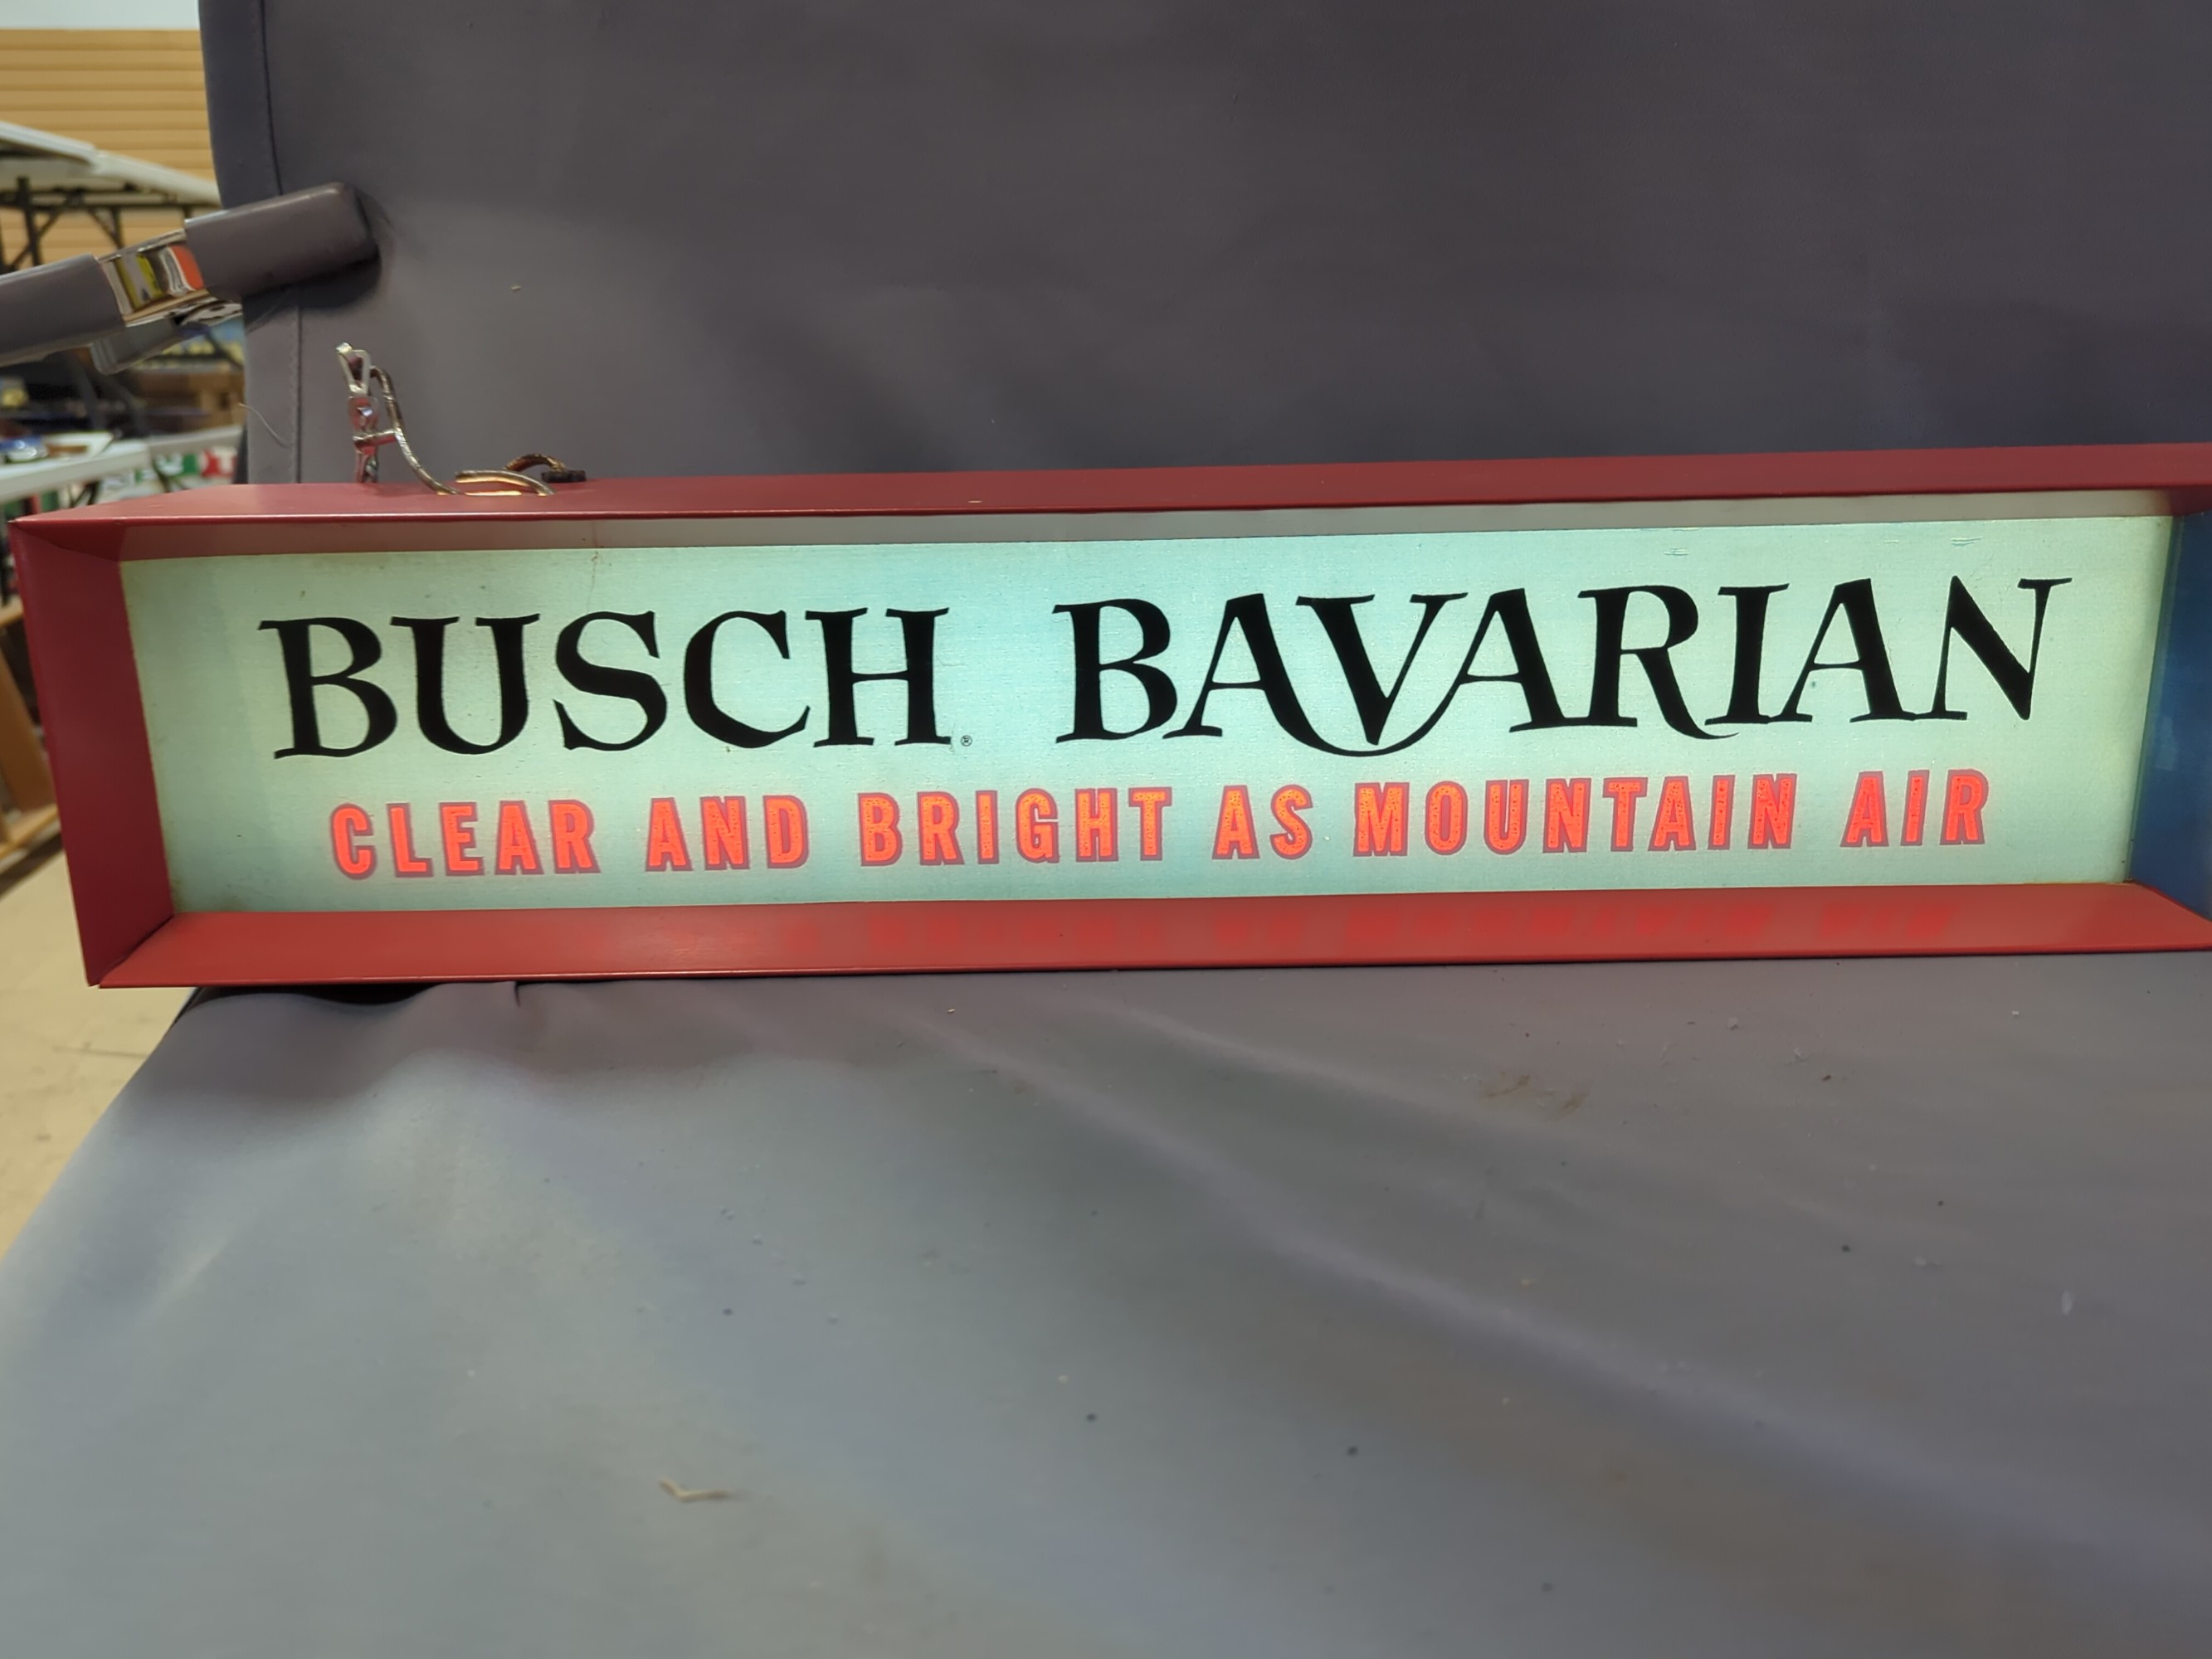 BUSCH® BAVARIAN
CLEAR AND BRIGHT AS MOUNTAIN AIR